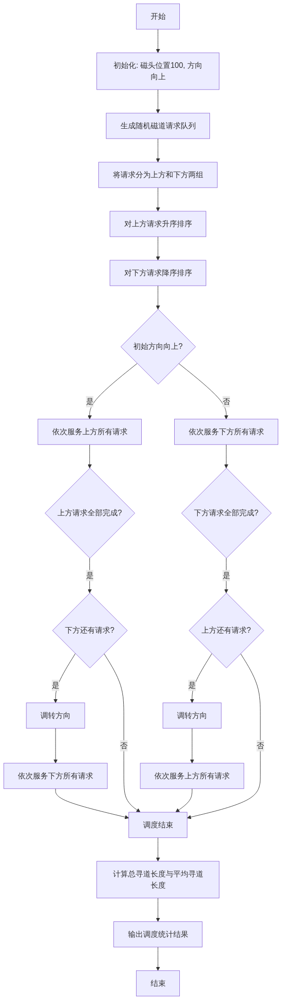 开始
初始化: 磁头位置100, 方向
向上
生成随机磁道请求队列
将请求分为上方和下方两组
对上方请求升序排序
对下方请求降序排序
初始方向向上?
是
否
依次服务上方所有请求
依次服务下方所有请求
上方请求全部完成?
下方请求全部完成?
是
是
下方还有请求?
上方还有请求?
是
是
调转方向
调转方向
否
否
依次服务下方所有请求
依次服务上方所有请求
调度结束
计算总寻道长度与平均寻道
长度
输出调度统计结果
结束